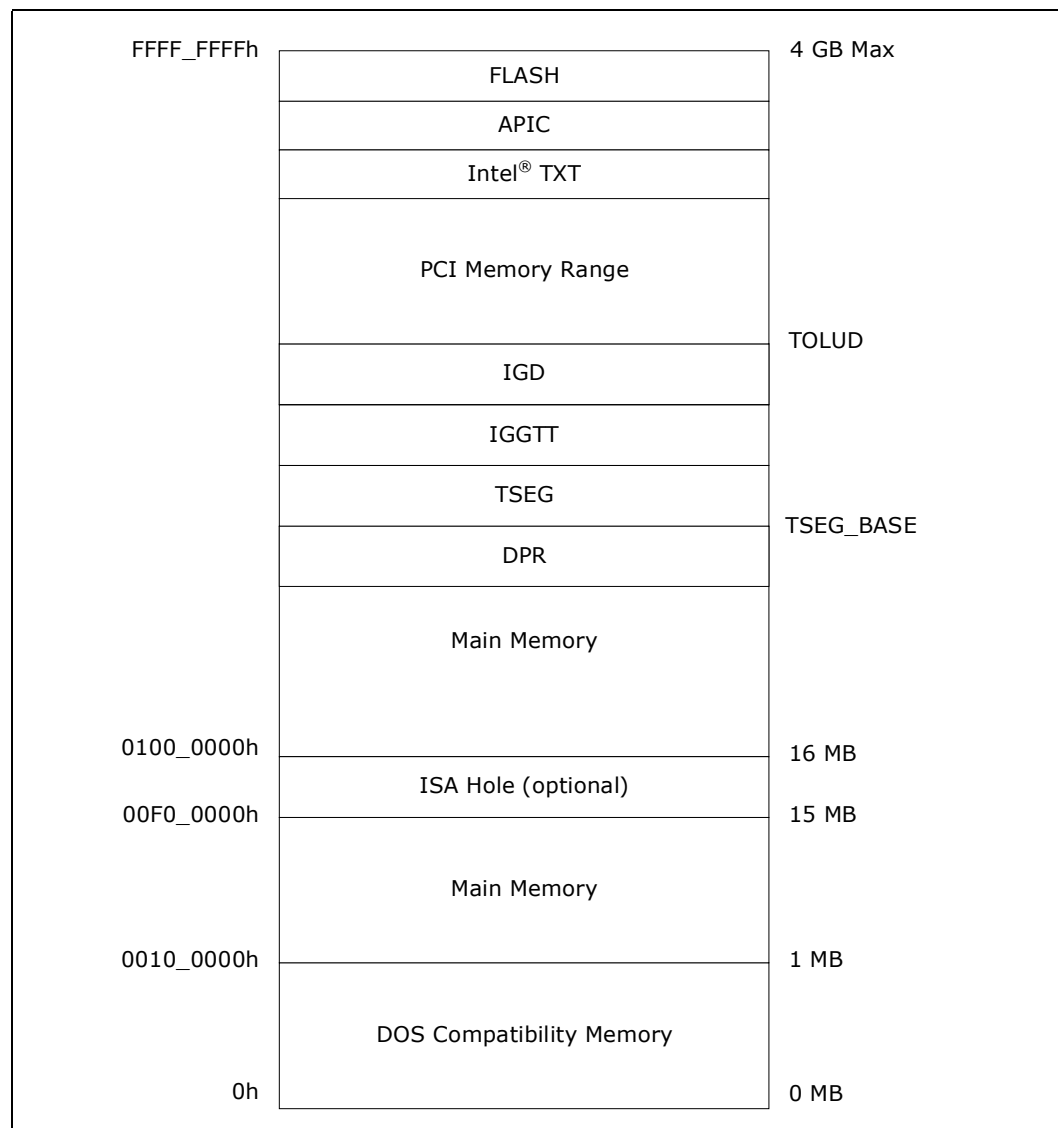 FFFF_FFFFh
4 GB Max
FLASH
APIC
Intel® TXT
PCI Memory Range
TOLUD
IGD
IGGTT
TSEG
TSEG_BASE
DPR
Main Memory
0100_0000h
16 MB
ISA Hole (optional)
00F0_0000h
15 MB
Main Memory
0010_0000h
1 MB
DOS Compatibility Memory
0h
0 MB